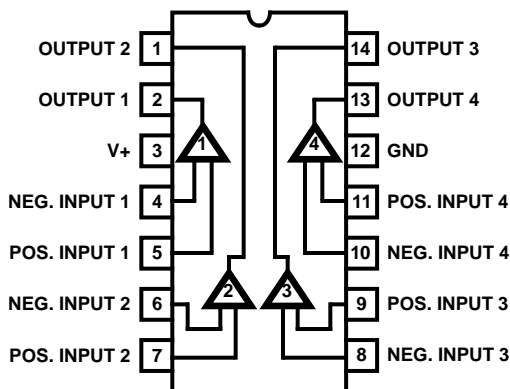 OUTPUT 2 1 14 OUTPUT 3
OUTPUT 1 2 13 OUTPUT 4
V+ 3 1 4 12 GND
NEG. INPUT 1 4 11 POS. INPUT 4
POS. INPUT 1 5 10 NEG. INPUT 4
NEG. INPUT 2 6 2 3 9 POS. INPUT 3
POS. INPUT 2 7 8 NEG. INPUT 3